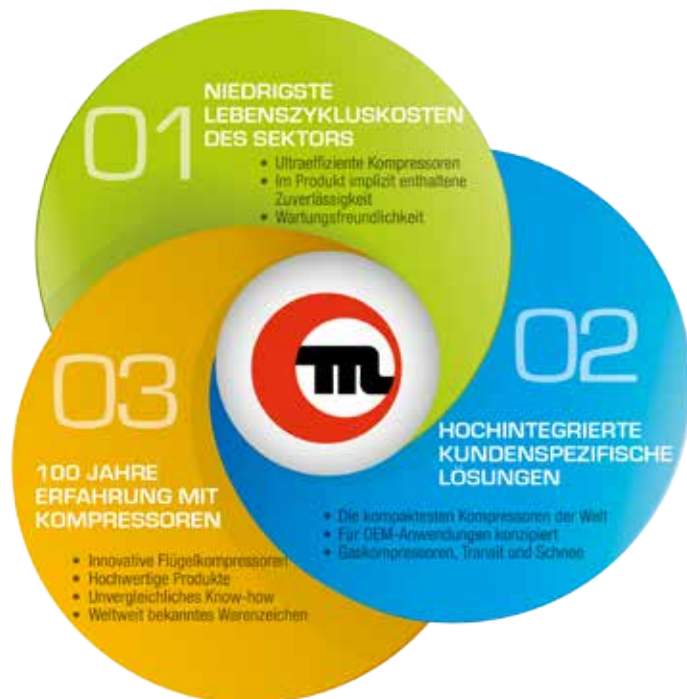 01
NIEDRIGSTE
LEBENSZYKLUSKOSTEN
DES SEKTORS
• Ultraeffiziente Kompressoren
• Im Produkt implizit enthaltene
Zuverlässigkeit
• Wartungsfreundlichkeit
02
HOCHINTEGRIERTE
KUNDENSPEZIFISCHE
LÖSUNGEN
• Die kompaktesten Kompressoren der Welt
• Für OEM-Anwendungen konzipiert
• Gaskompressoren, Transit und Schnee
03
100 JAHRE
ERFAHRUNG MIT
KOMPRESSOREN
• Innovative Flügelkompressoren
• Hochwertige Produkte
• Unvergleichliches Know-how
• Weltweit bekanntes Warenzeichen
m